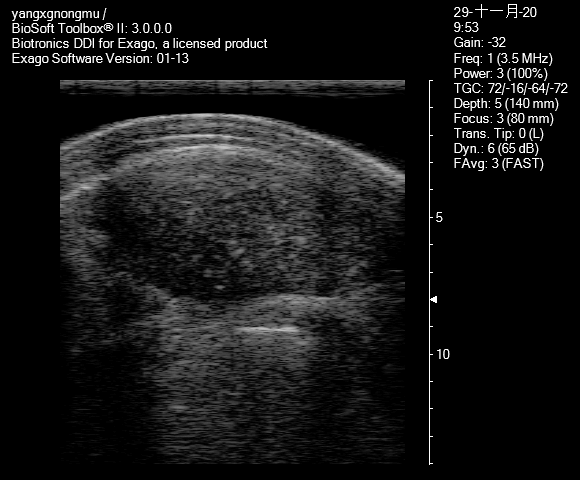 yangxgnongmu /
BioSoft Toolbox® II: 3.0.0.0
Biotronics DDI for Exago, a licensed product
Exago Software Version: 01-13
29-十一月-20
9:53
Gain: -32
Freq: 1 (3.5 MHz)
Power: 3 (100%)
TGC: 72/-16/-64/-72
Depth: 5 (140 mm)
Focus: 3 (80 mm)
Trans. Tip: 0 (L)
Dyn.: 6 (65 dB)
FAvg: 3 (FAST)
5
10